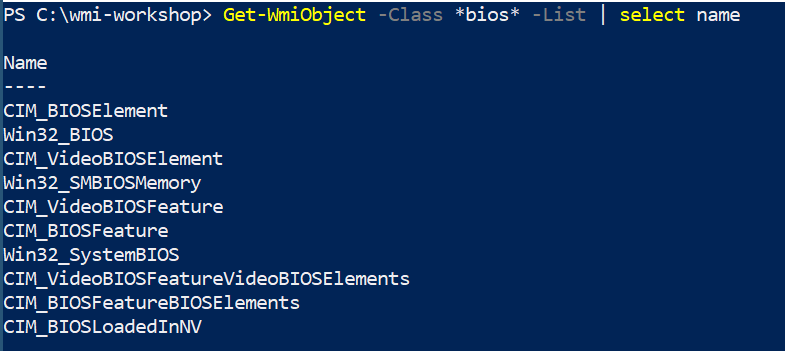 PS C:\wmi-workshop> Get-WmiObject -Class *bios* -List | select name
Name
----
CIM_BIOSElement
Win32_BIOS
CIM_VideoBIOSElement
Win32_SMBIOSMemory
CIM_VideoBIOSFeature
CIM_BIOSFeature
Win32_SystemBIOS
CIM_VideoBIOSFeatureVideoBIOSElements
CIM_BIOSFeatureBIOSElements
CIM_BIOSLoadedInNV